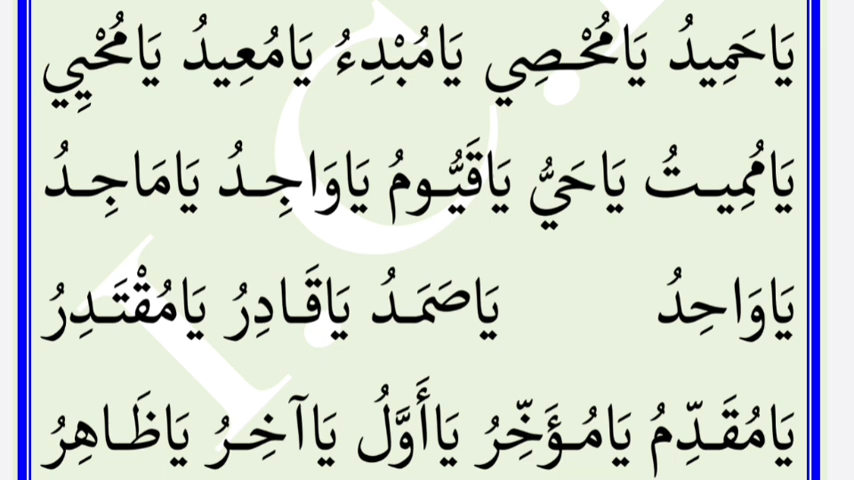 يَاحَمِيدُ يَامُحْصِي يَامُبْدِءُ يَامُعِيدُ يَامُحْيِي
يَامُمِيتُ يَاحَيُّ يَاقَيُّومُ يَاوَاجِدُ يَامَاجِدُ
يَاوَاحِدُ يَاصَمَدُ يَاقَادِرُ يَامُقْتَدِرُ
يَامُقَدِّمُ يَامُؤَخِّرُ يَاأَوَّلُ يَاآخِرُ يَاظَاهِرُ